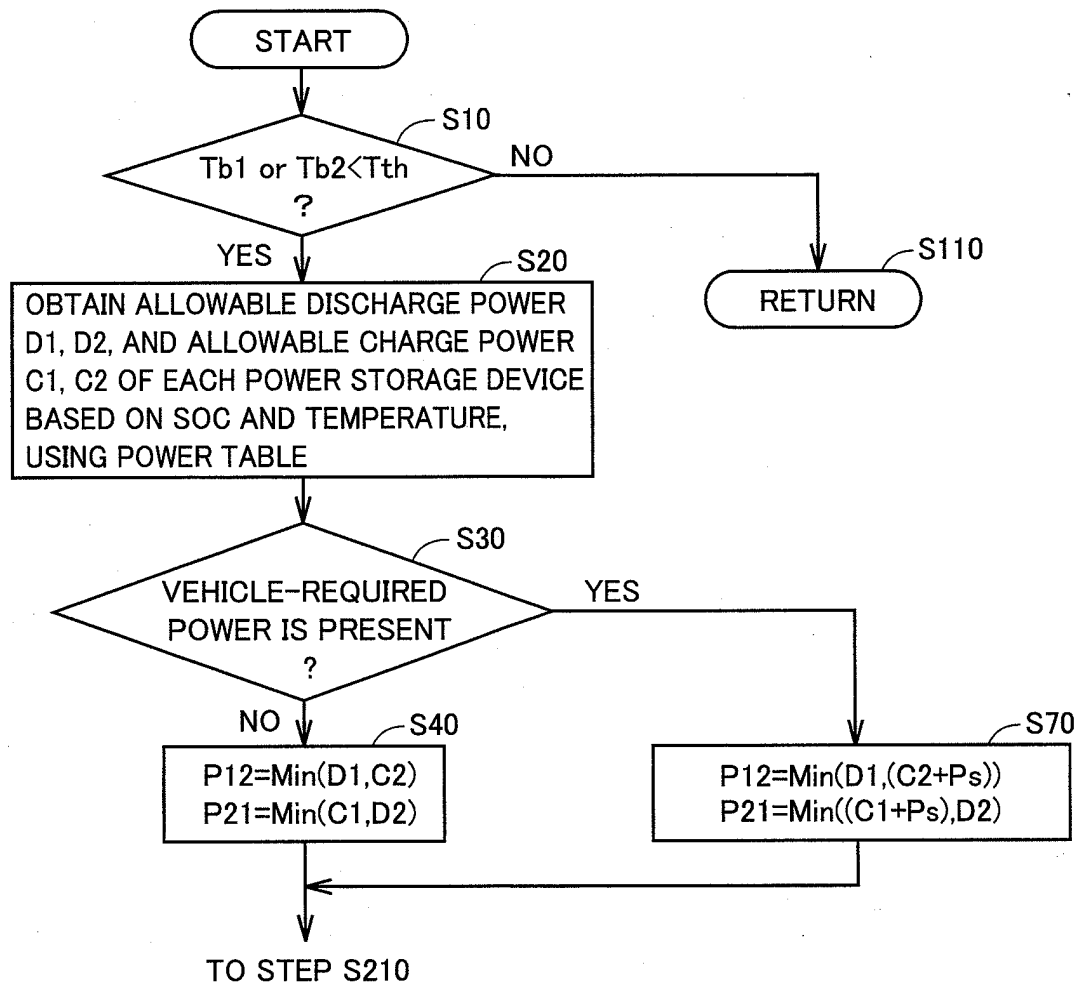 START
S10
Tb1 or Tb2<Tth
?
NO
YES
S20
S110
RETURN
OBTAIN ALLOWABLE DISCHARGE POWER
D1, D2, AND ALLOWABLE CHARGE POWER
C1, C2 OF EACH POWER STORAGE DEVICE
BASED ON SOC AND TEMPERATURE,
USING POWER TABLE
S30
VEHICLE-REQUIRED
POWER IS PRESENT
?
YES
NO
S40
S70
P12=Min(D1,C2)
P21=Min(C1,D2)
P12=Min(D1,(C2+Ps))
P21=Min((C1+Ps),D2)
TO STEP S210